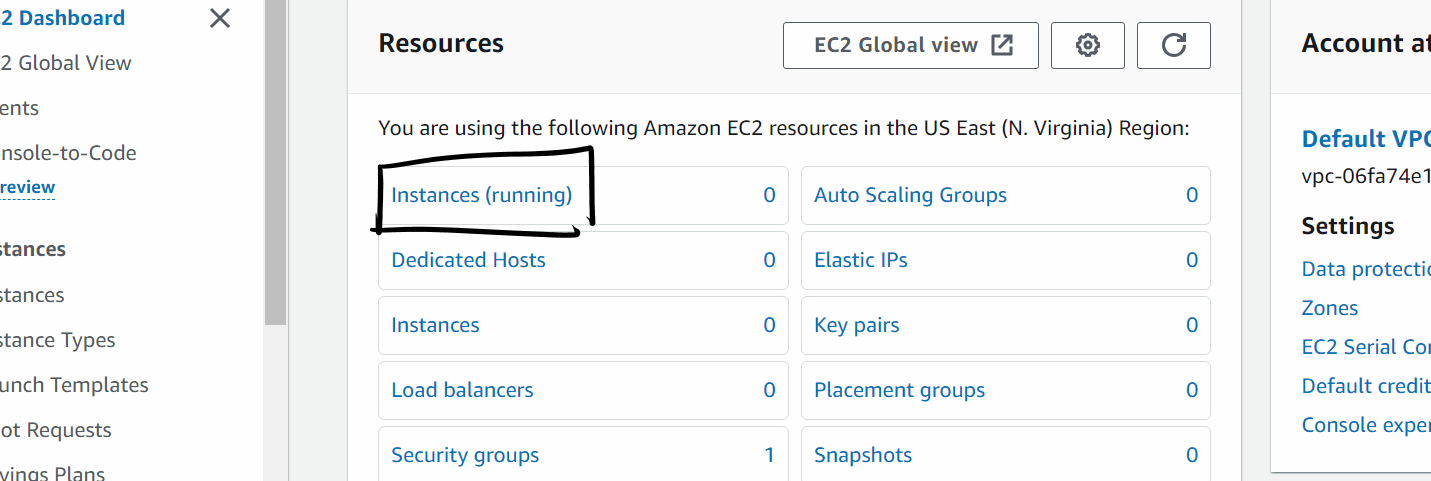 2 Dashboard
2 Global View
ents
nsole-to-Code
review
stances
stances
stance Types
unch Templates
ot Requests
vings Plans
Resources
EC2 Global view
You are using the following Amazon EC2 resources in the US East (N. Virginia) Region:
Instances (running) 0
Auto Scaling Groups 0
Dedicated Hosts 0
Elastic IPs 0
Instances 0
Key pairs 0
Load balancers 0
Placement groups 0
Security groups 1
Snapshots 0
Account at
Default VPC
vpc-06fa74e1
Settings
Data protectio
Zones
EC2 Serial Con
Default credit
Console exper